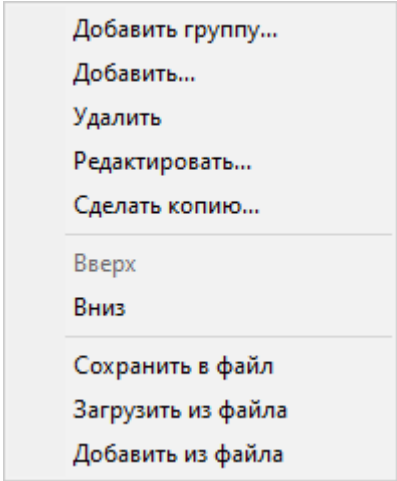 Добавить группу...
Добавить...
Удалить
Редактировать...
Сделать копию...
Вверх
Вниз
Сохранить в файл
Загрузить из файла
Добавить из файла